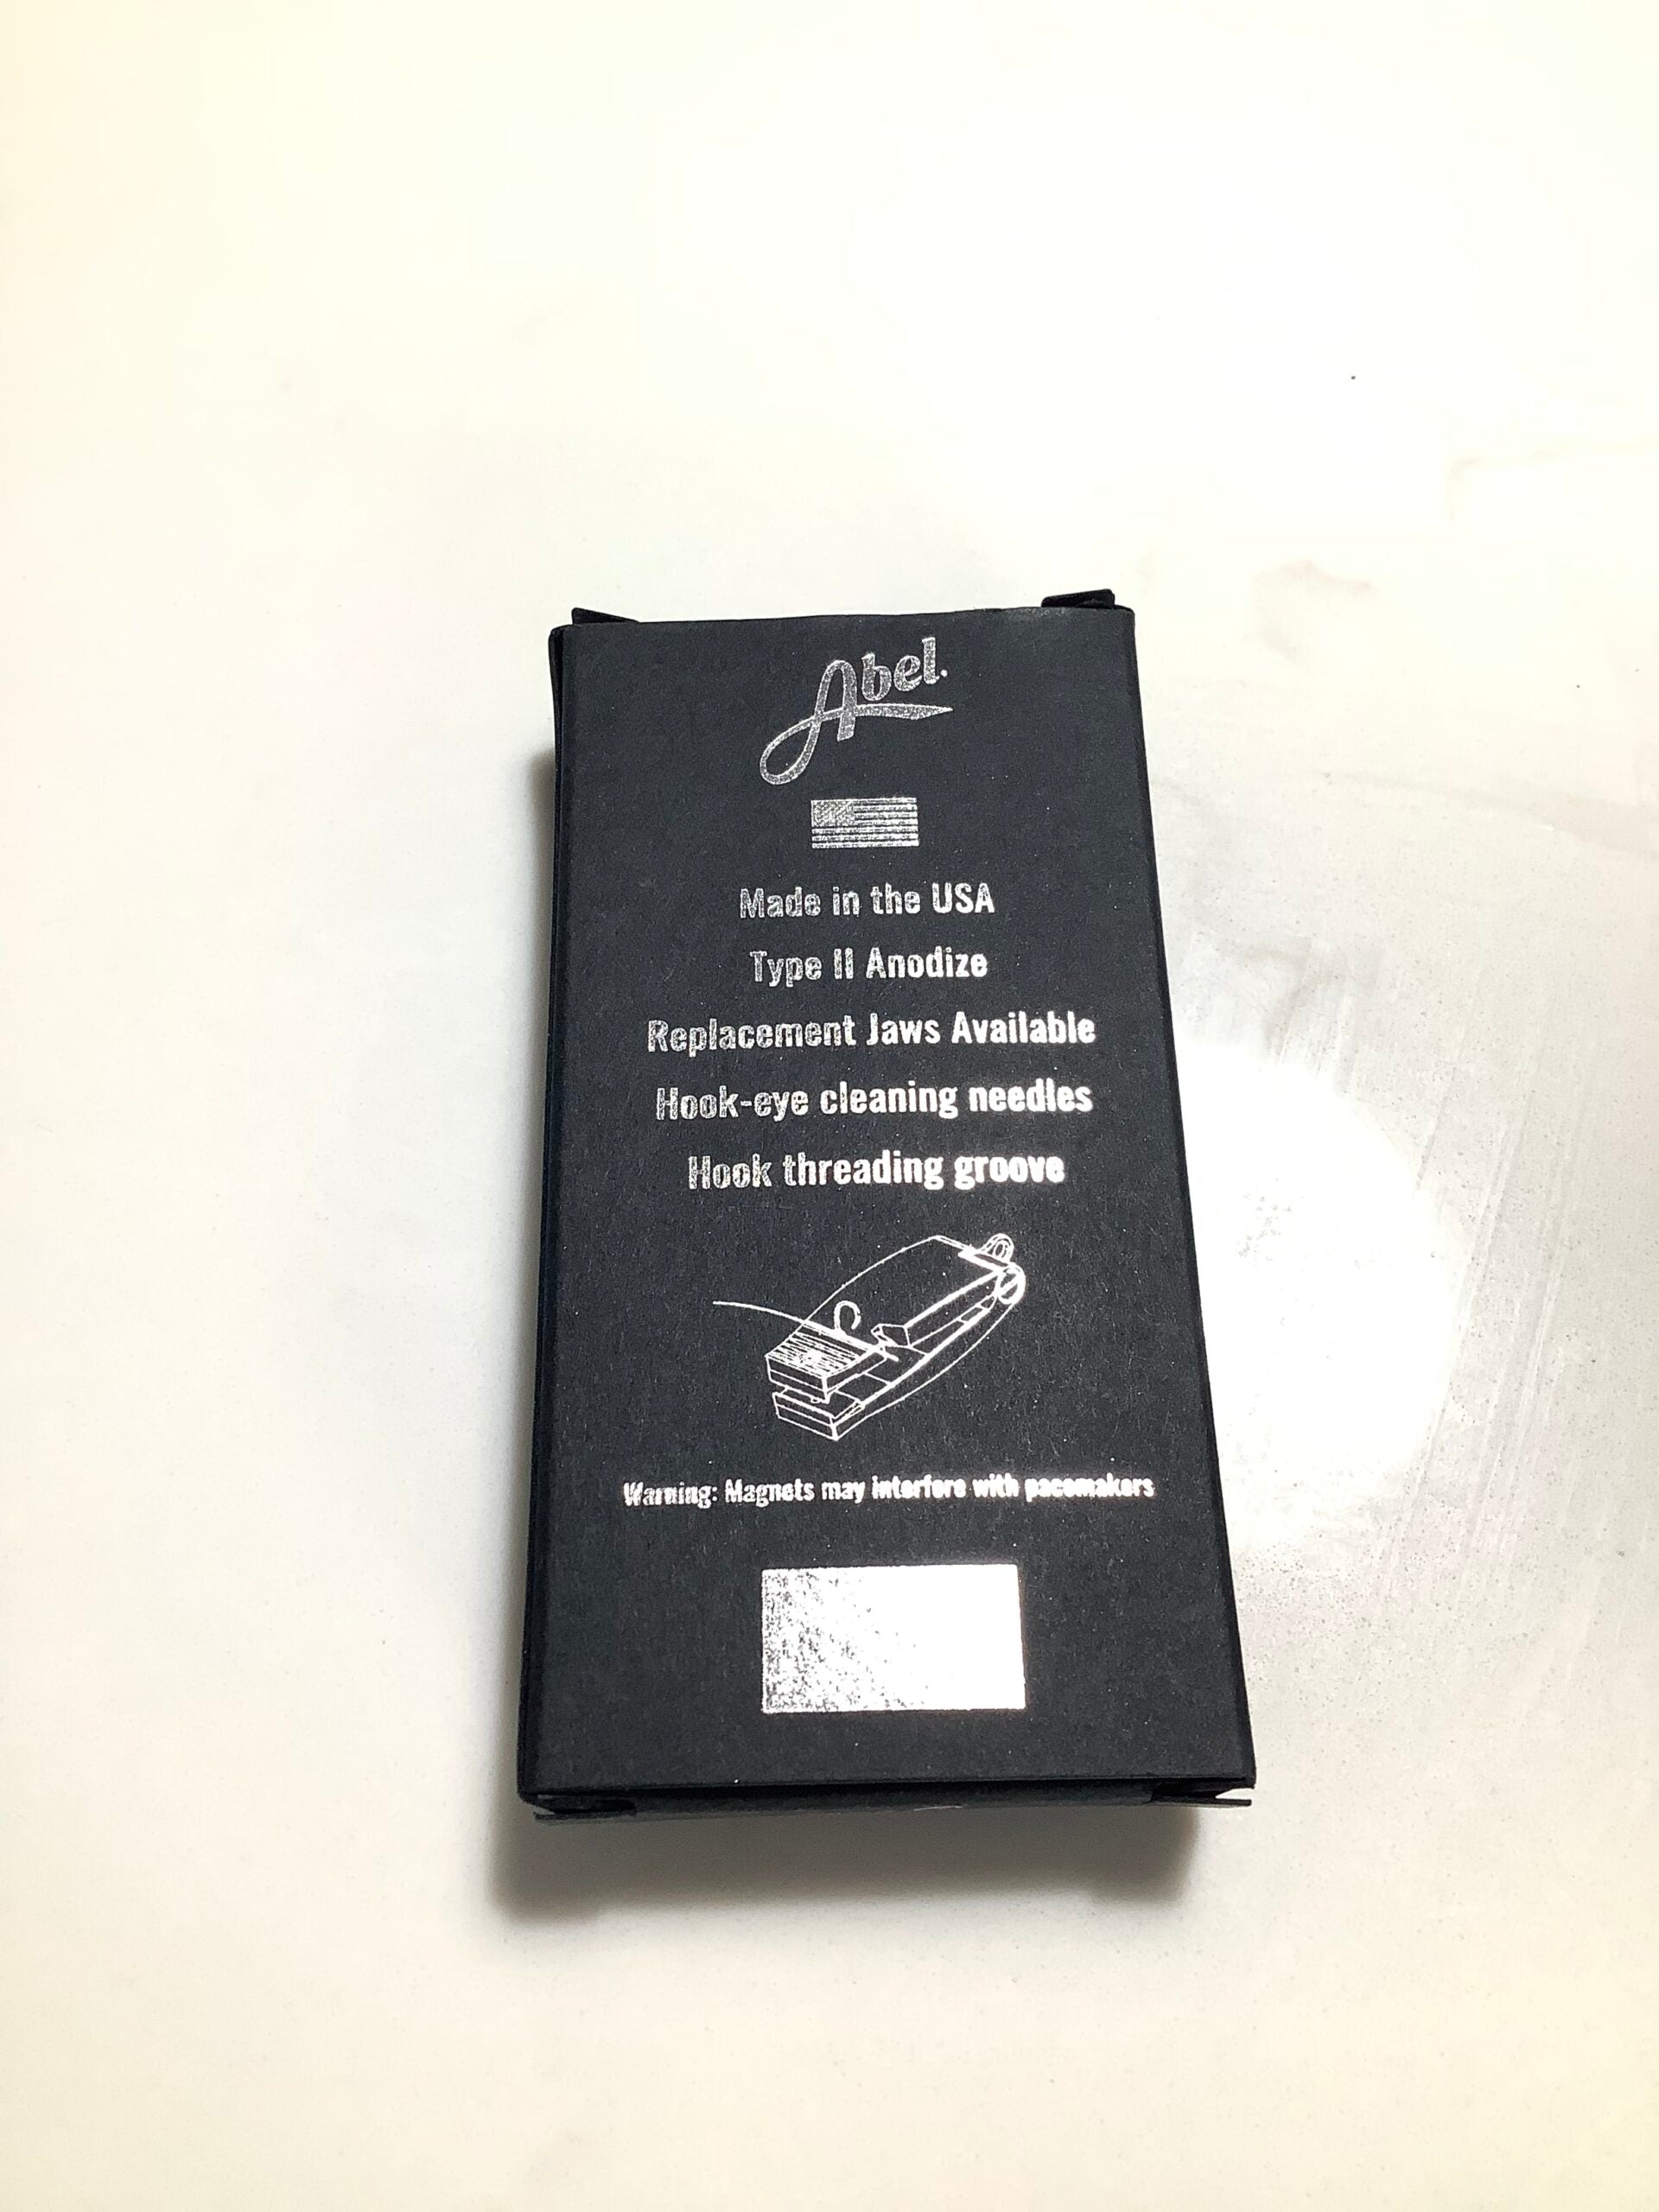 Abel.
Made in the USA
Type II Anodize
Replacement Jaws Available
Hook-eye cleaning needles
Hook threading groove
Warning: Magnets may interfere with pacemakers